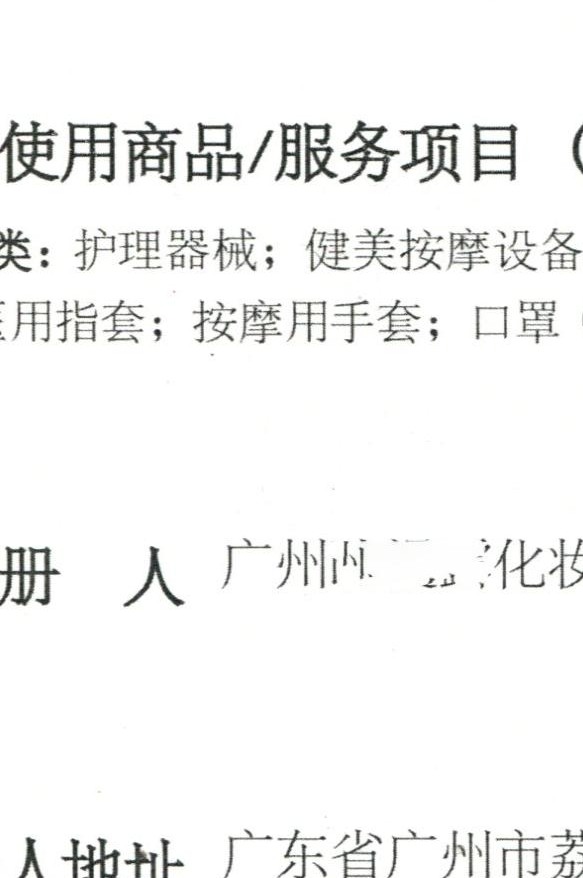 使用商品/服务项目（
类：护理器械；健美按摩设备
用指套；按摩用手套；口罩（
册 人 广州 化妆
人地址 广东省广州市荔